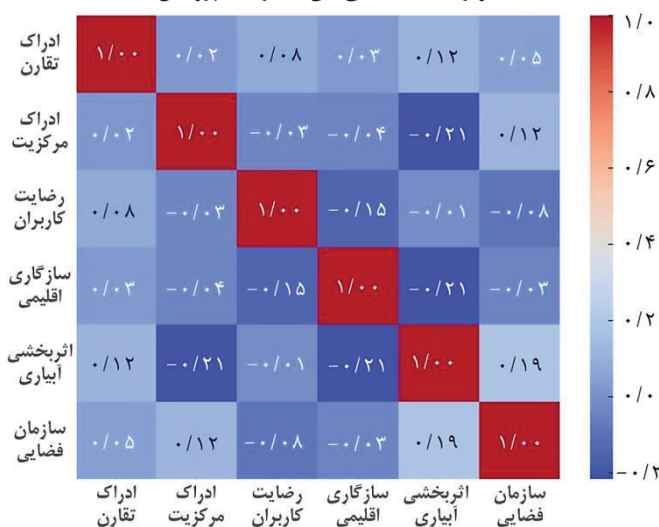 ادراک
تقارن
۱/۰۰ ۰/۰۲ ۰/۰۸ ۰/۰۳ ۰/۱۲ ۰/۰۵
ادراک
مرکزیت
۰/۰۲ ۱/۰۰ −۰/۰۳ −۰/۰۴ −۰/۲۱ ۰/۱۲
رضایت
کاربران
۰/۰۸ −۰/۰۳ ۱/۰۰ −۰/۱۵ −۰/۰۱ −۰/۰۸
سازگاری
اقلیمی
۰/۰۳ −۰/۰۴ −۰/۱۵ ۱/۰۰ −۰/۲۱ −۰/۰۳
اثربخشی
آبیاری
۰/۱۲ −۰/۲۱ −۰/۰۱ −۰/۲۱ ۱/۰۰ ۰/۱۹
سازمان
فضایی
۰/۰۵ ۰/۱۲ −۰/۰۸ −۰/۰۳ ۰/۱۹ ۱/۰۰
ادراک
تقارن
ادراک
مرکزیت
رضایت
کاربران
سازگاری
اقلیمی
اثربخشی
آبیاری
سازمان
فضایی
۱/۰
۰/۸
۰/۶
۰/۴
۰/۲
۰/۰
−۰/۲